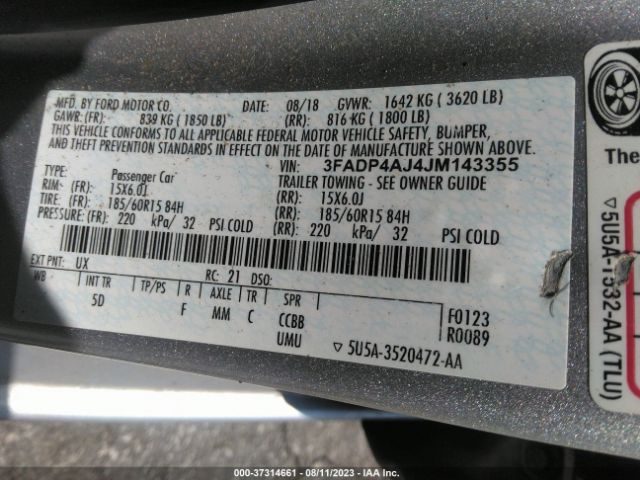 MFD. BY FORD MOTOR CO. DATE: 08/18 GVWR: 1642 KG ( 3620 LB)
GAWR: (FR): 839 KG ( 1850 LB) (RR): 816 KG ( 1800 LB)
THIS VEHICLE CONFORMS TO ALL APPLICABLE FEDERAL MOTOR VEHICLE SAFETY, BUMPER,
AND THEFT PREVENTION STANDARDS IN EFFECT ON THE DATE OF MANUFACTURE SHOWN ABOVE.
VIN: 3FADP4AJ4JM143355
TYPE: Passenger Car TRAILER TOWING - SEE OWNER GUIDE
RIM: (FR): 15X6.0J (RR): 15X6.0J
TIRE: (FR): 185/60R15 84H (RR): 185/60R15 84H
PRESSURE: (FR): 220 kPa/ 32 PSI COLD (RR): 220 kPa/ 32 PSI COLD
EXT PNT: UX RC: 21 DSO:
WB INT TR TP/PS R AXLE TR SPR
5D F MM C CCBB
UMU
F0123
R0089
▽ 5U5A-3520472-AA
The
▽ 5U5A-1532-AA (TLU)
000-37314661 - 08/11/2023 - IAA Inc.